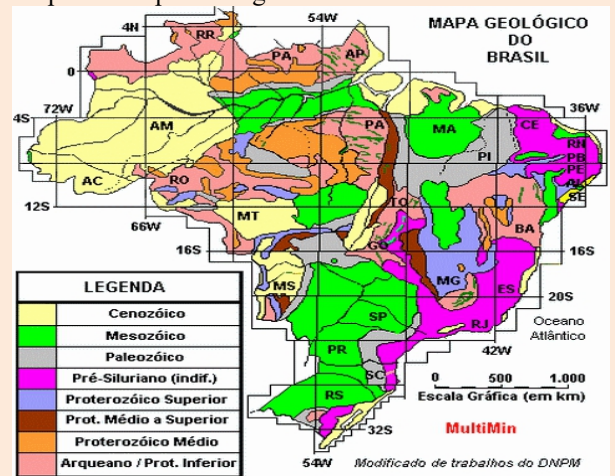 54W
MAPA GEOLÓGICO
DO
BRASIL
4N
RR
PA
AP
0
72W
36W
4S
AM
PA
MA
CE
RN
PB
PE
AL
SE
PI
AC
RO
TO
12S
MT
BA
66W
GO
16S
16S
MS
MG
ES
20S
LEGENDA
Cenozóico
Mesozóico
Paleozóico
Pré-Siluriano (indif.)
Proterozóico Superior
Prot. Médio a Superior
Proterozóico Médio
Arqueano / Prot. Inferior
SP
RJ
Oceano
Atlântico
PR
42W
SC
0 500 1.000
Escala Gráfica (em km)
RS
32S
MultiMin
54W
Modificado de trabalhos do DNPM